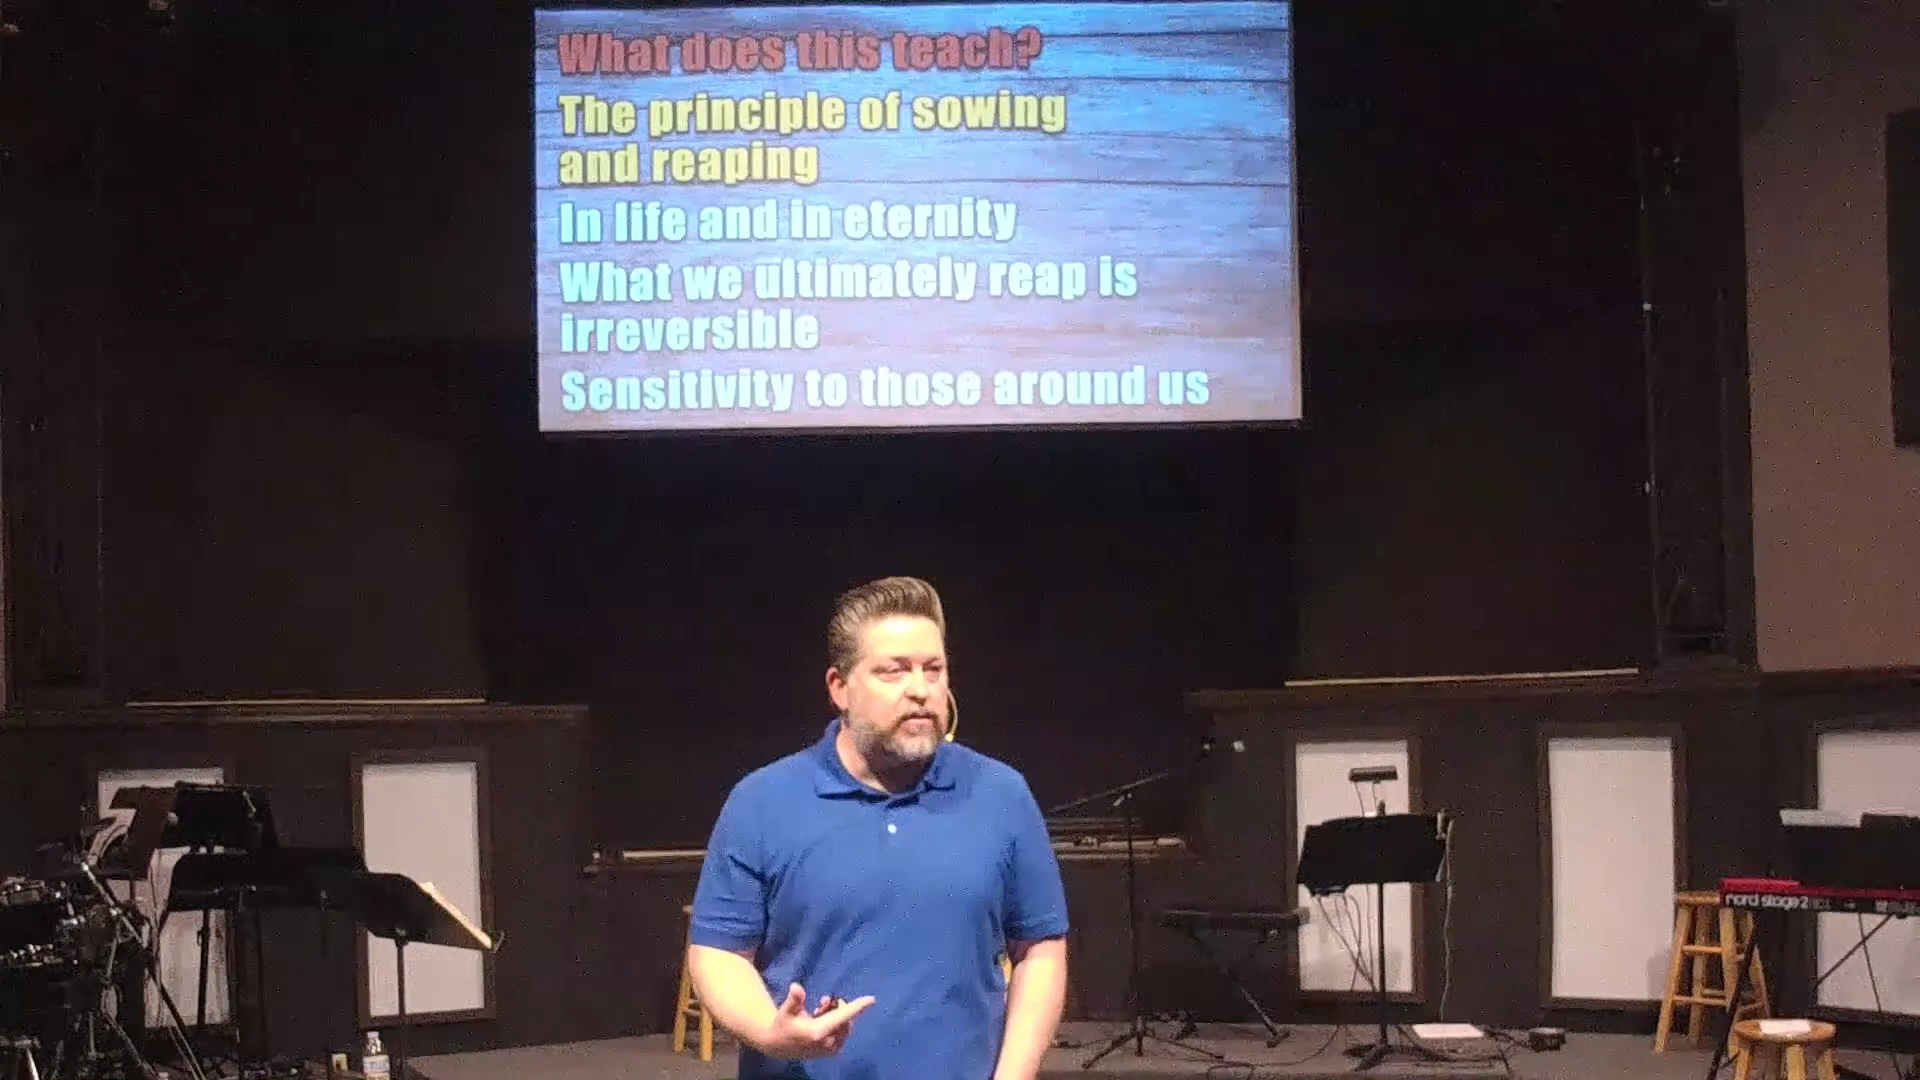 What does this teach?
The principle of sowing
and reaping
In life and in eternity
What we ultimately reap is
irreversible
Sensitivity to those around us
nord stage 2